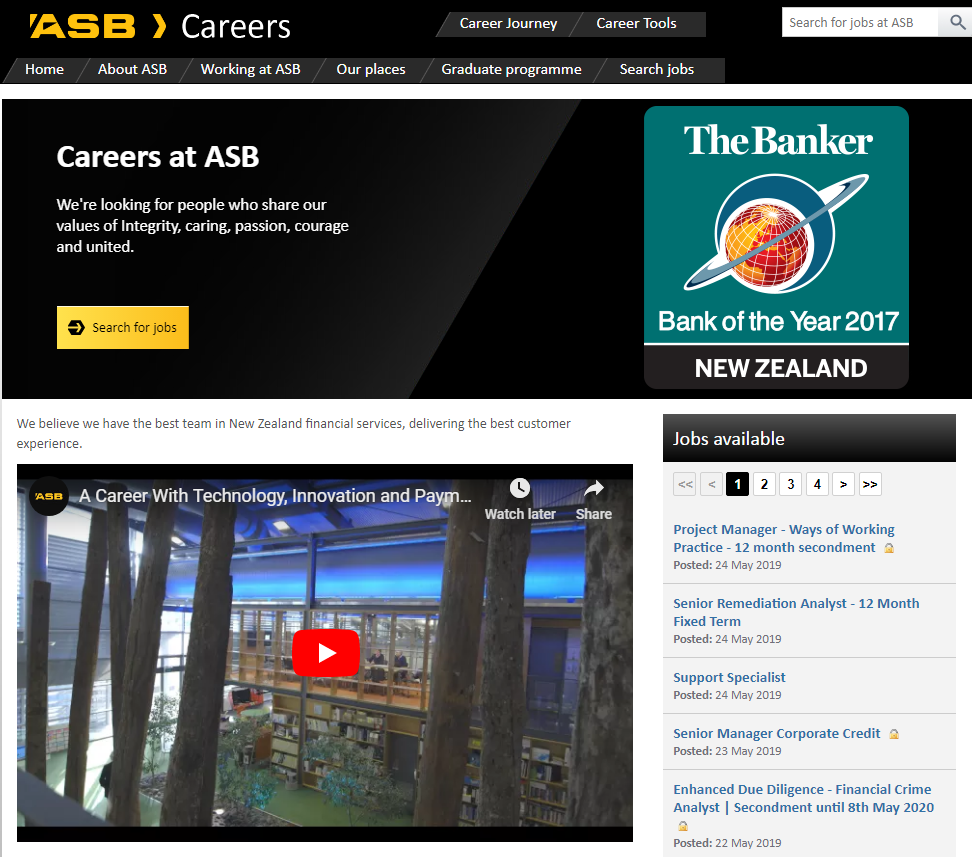 ASB Careers
Career Journey
Career Tools
Search for jobs at ASB
Home
About ASB
Working at ASB
Our places
Graduate programme
Search jobs
Careers at ASB
We're looking for people who share our
values of Integrity, caring, passion, courage
and united.
Search for jobs
The Banker
Bank of the Year 2017
NEW ZEALAND
We believe we have the best team in New Zealand financial services, delivering the best customer
experience.
ASB
A Career With Technology, Innovation and Paym...
Watch later
Share
Jobs available
<< < 1 2 3 4 > >>
Project Manager - Ways of Working
Practice - 12 month secondment
Posted: 24 May 2019
Senior Remediation Analyst - 12 Month
Fixed Term
Posted: 24 May 2019
Support Specialist
Posted: 24 May 2019
Senior Manager Corporate Credit
Posted: 23 May 2019
Enhanced Due Diligence - Financial Crime
Analyst | Secondment until 8th May 2020
Posted: 22 May 2019